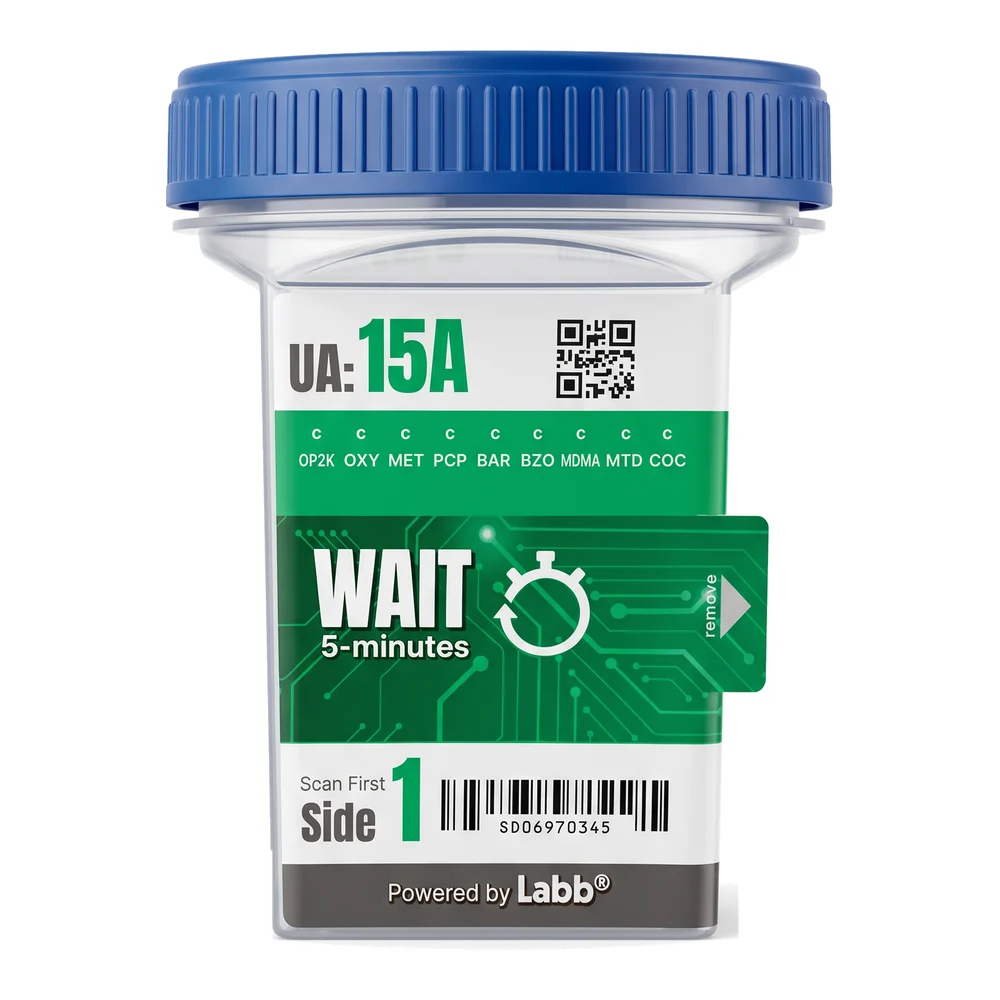 UA: 15A
C C C C C C C C C
OP2K OXY MET PCP BAR BZO MDMA MTD COC
WAIT
5-minutes
remove
Scan First
Side 1
SD06970345
Powered by Labb®